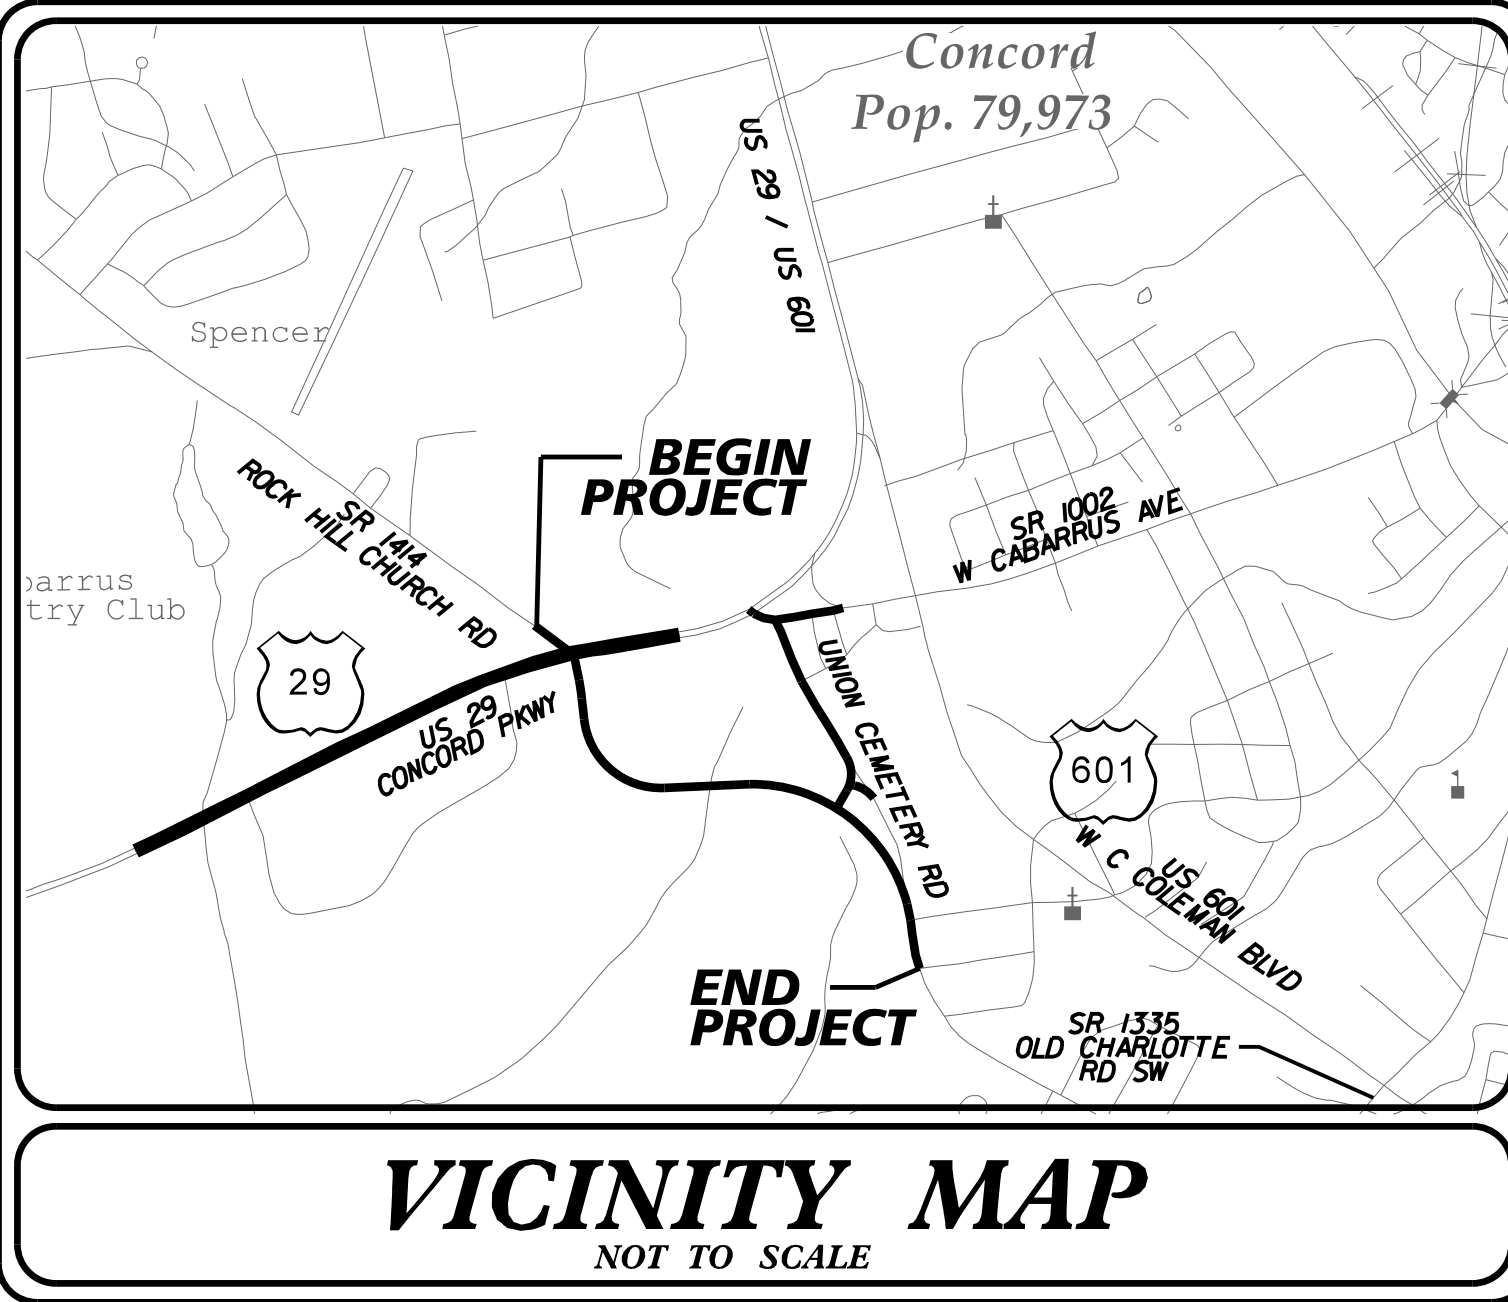 Concord
Pop. 79,973
US 29 / US 601
Spencer
BEGIN
PROJECT
SR 1414
ROCK HILL CHURCH RD
SR 1002
W CABARRUS AVE
barrus
try Club
29
US 29
CONCORD PKWY
UNION CEMETERY RD
601
US 601
W C COLEMAN BLVD
END
PROJECT
SR 1335
OLD CHARLOTTE
RD SW
VICINITY MAP
NOT TO SCALE